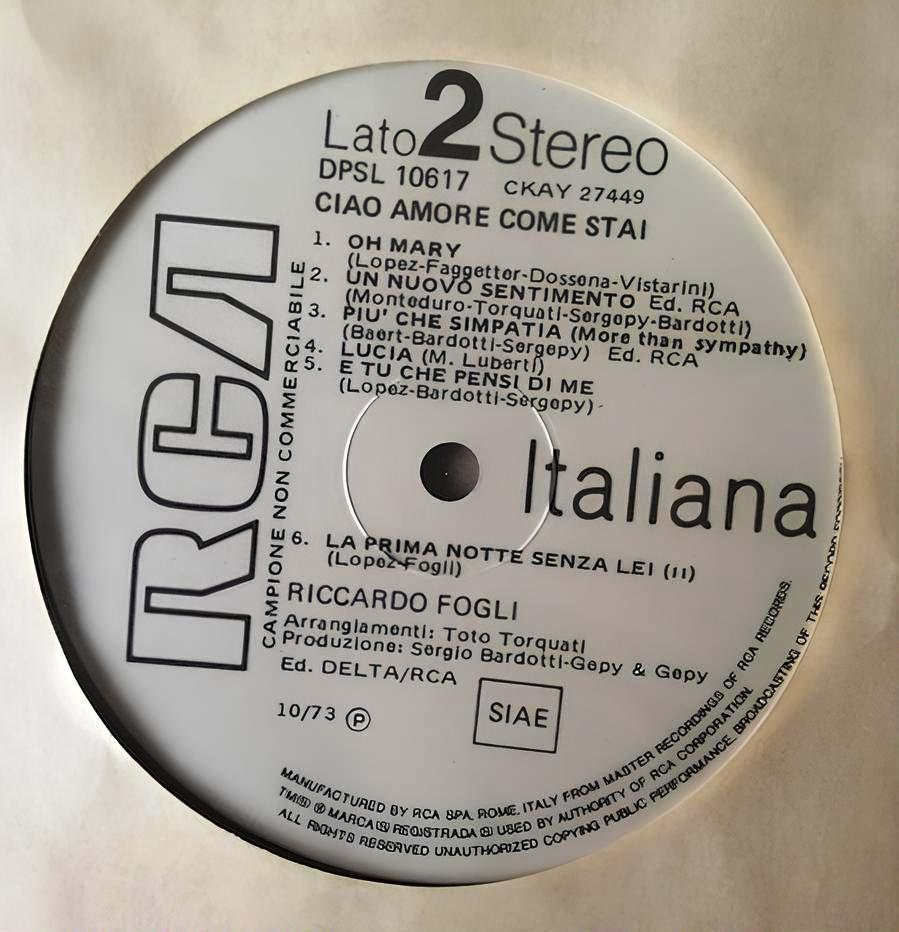 Lato 2 Stereo
DPSL 10617 CKAY 27449
CIAO AMORE COME STAI
1. OH MARY
(Lopez-Faggetter-Dossena-Vistarini)
2. UN NUOVO SENTIMENTO Ed. RCA
(Monteduro-Torquati-Sergepy-Bardotti)
3. PIU' CHE SIMPATIA (More than sympathy)
(Baert-Bardotti-Sergepy) Ed. RCA
4. LUCIA (M. Luberti)
5. E TU CHE PENSI DI ME
(Lopez-Bardotti-Sergepy)
RCA
CAMPIONE NON COMMERCIABILE
Italiana
6. LA PRIMA NOTTE SENZA LEI (II)
(Lopez-Fogli)
RICCARDO FOGLI
Arrangiamenti: Toto Torquati
Produzione: Sergio Bardotti-Gepy & Gepy
Ed. DELTA/RCA
10/73 Ⓟ
SIAE
MANUFACTURED BY RCA SPA. ROME. ITALY FROM MASTER RECORDINGS OF RCA RECORDS.
® MARCA(S) REGISTRADA(S) USED BY AUTHORITY OF RCA CORPORATION.
ALL RIGHTS RESERVED UNAUTHORIZED COPYING PUBLIC PERFORMANCE BROADCASTING OF THIS RECORD